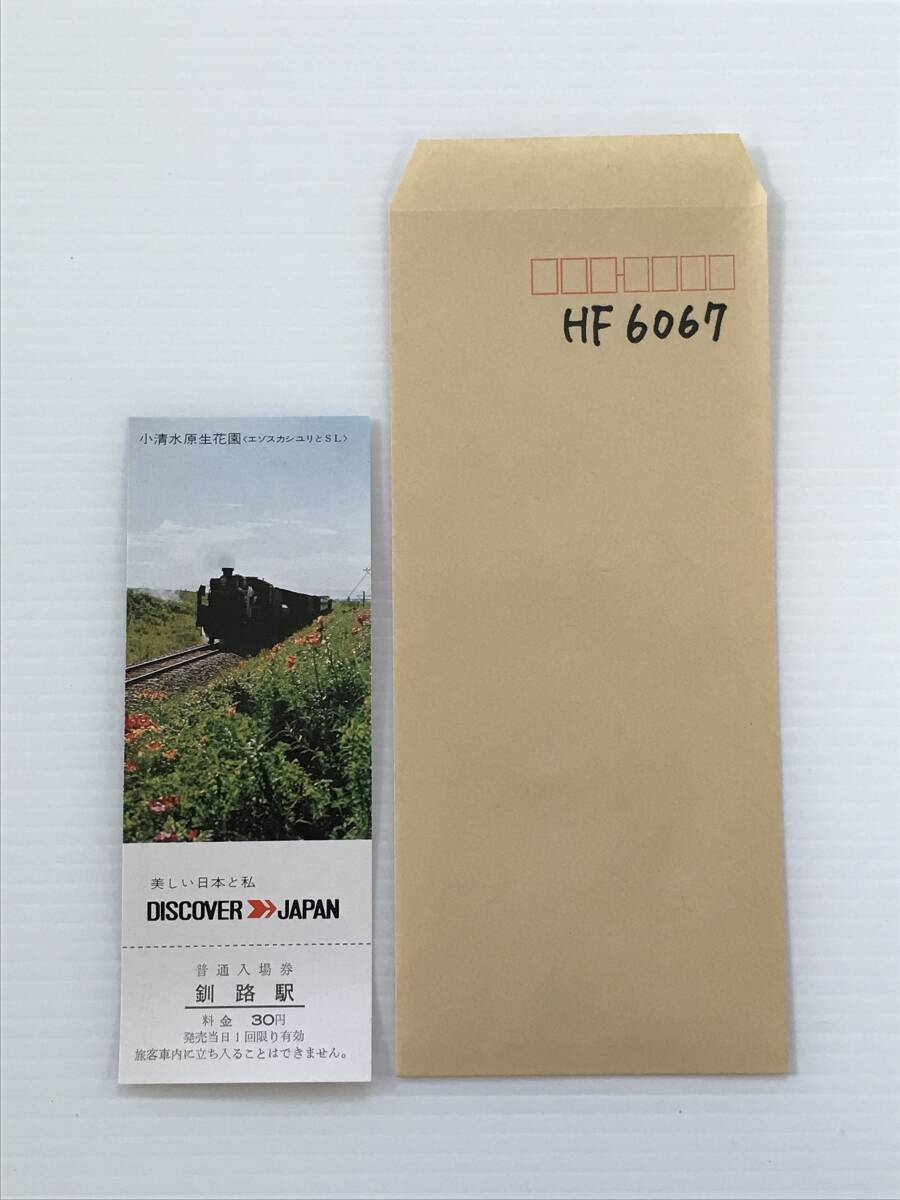 HF 6067
小清水原生花園〈エゾスカシユリとSL〉
美しい日本と私
DISCOVER JAPAN
普通入場券
釧路駅
料金 30円
発売当日1回限り有効
旅客車内に立ち入ることはできません。